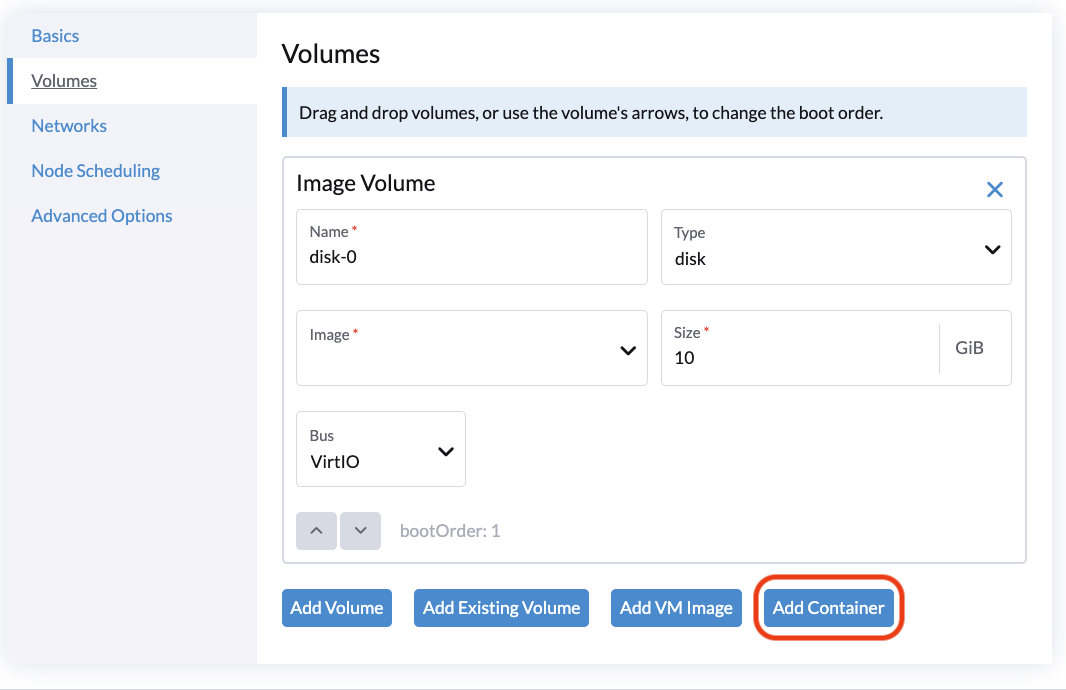 Basics
Volumes
Networks
Node Scheduling
Advanced Options
Volumes
Drag and drop volumes, or use the volume's arrows, to change the boot order.
Image Volume
Name *
disk-0
Type
disk
Image *
Size *
10
GiB
Bus
VirtIO
bootOrder: 1
Add Volume
Add Existing Volume
Add VM Image
Add Container